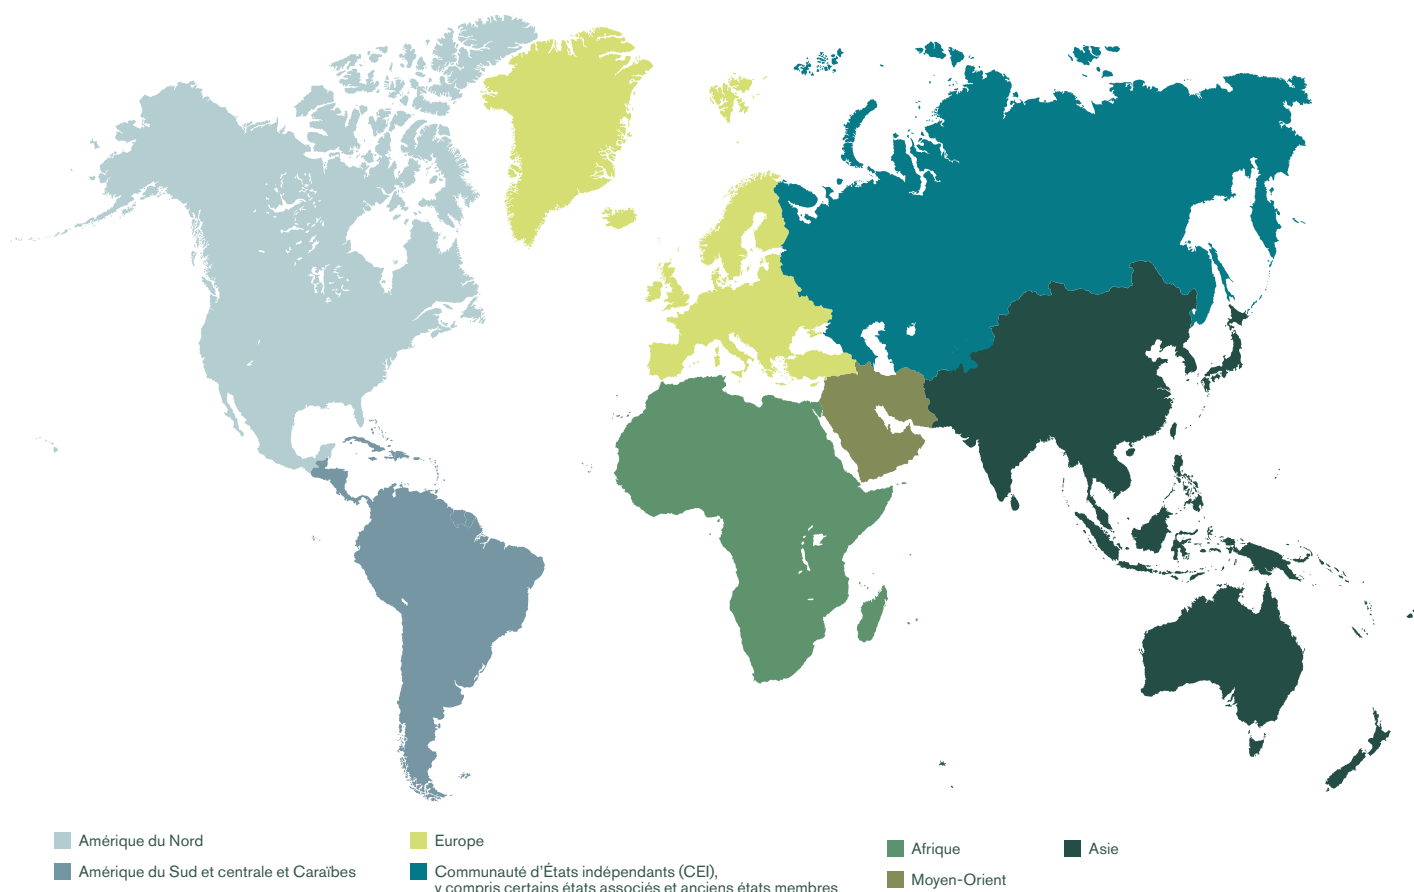 Amérique du Nord
Amérique du Sud et centrale et Caraïbes
Europe
Communauté d'États indépendants (CEI),
y compris certains états associés et anciens états membres
Afrique
Moyen-Orient
Asie